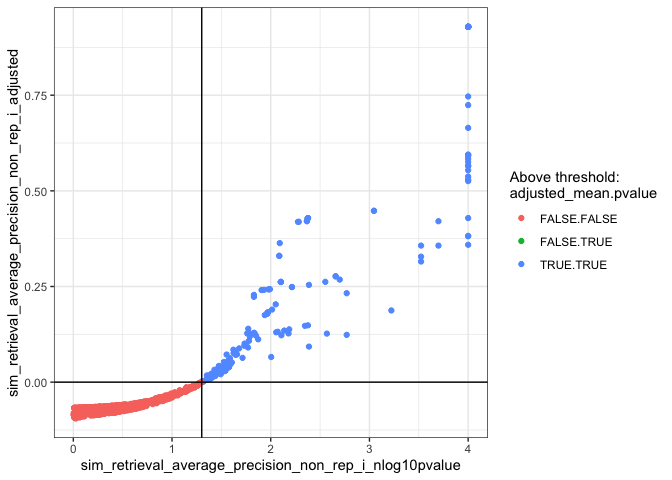 sim_retrieval_average_precision_non_rep_i_adjusted
0.75
0.50
0.25
0.00
0 1 2 3 4
sim_retrieval_average_precision_non_rep_i_nlog10pvalue
Above threshold:
adjusted_mean.pvalue
FALSE.FALSE
FALSE.TRUE
TRUE.TRUE